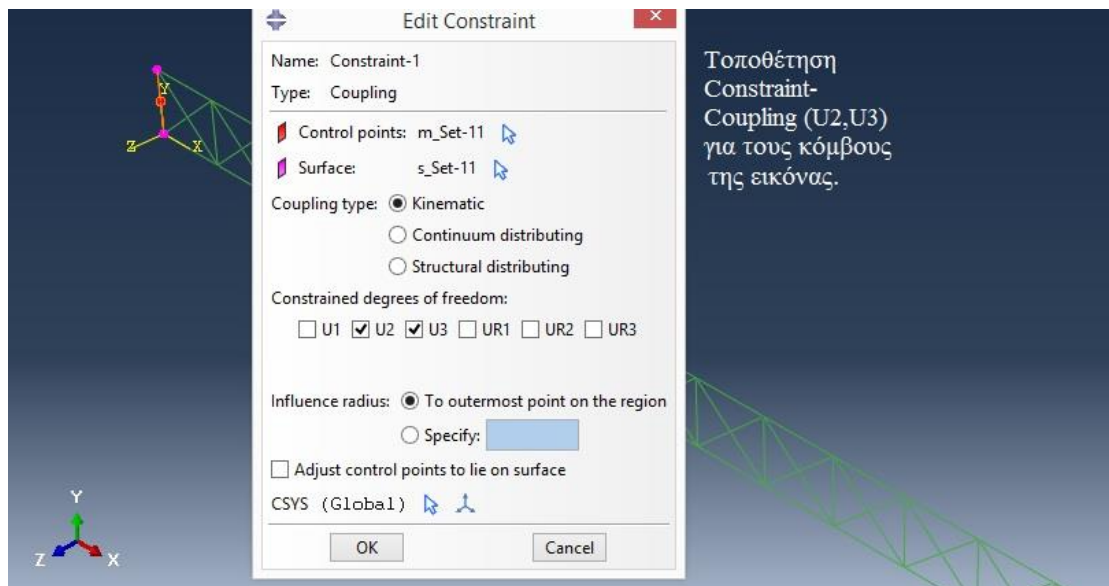 Edit Constraint
Name: Constraint-1
Type: Coupling
Control points: m_Set-11
Surface: s_Set-11
Coupling type: Kinematic
Continuum distributing
Structural distributing
Constrained degrees of freedom:
U1 U2 U3 UR1 UR2 UR3
Influence radius: To outermost point on the region
Specify:
Adjust control points to lie on surface
CSYS (Global)
OK Cancel
Τοποθέτηση
Constraint-
Coupling (U2,U3)
για τους κόμβους
της εικόνας.
Y
Z X
Y
Z X